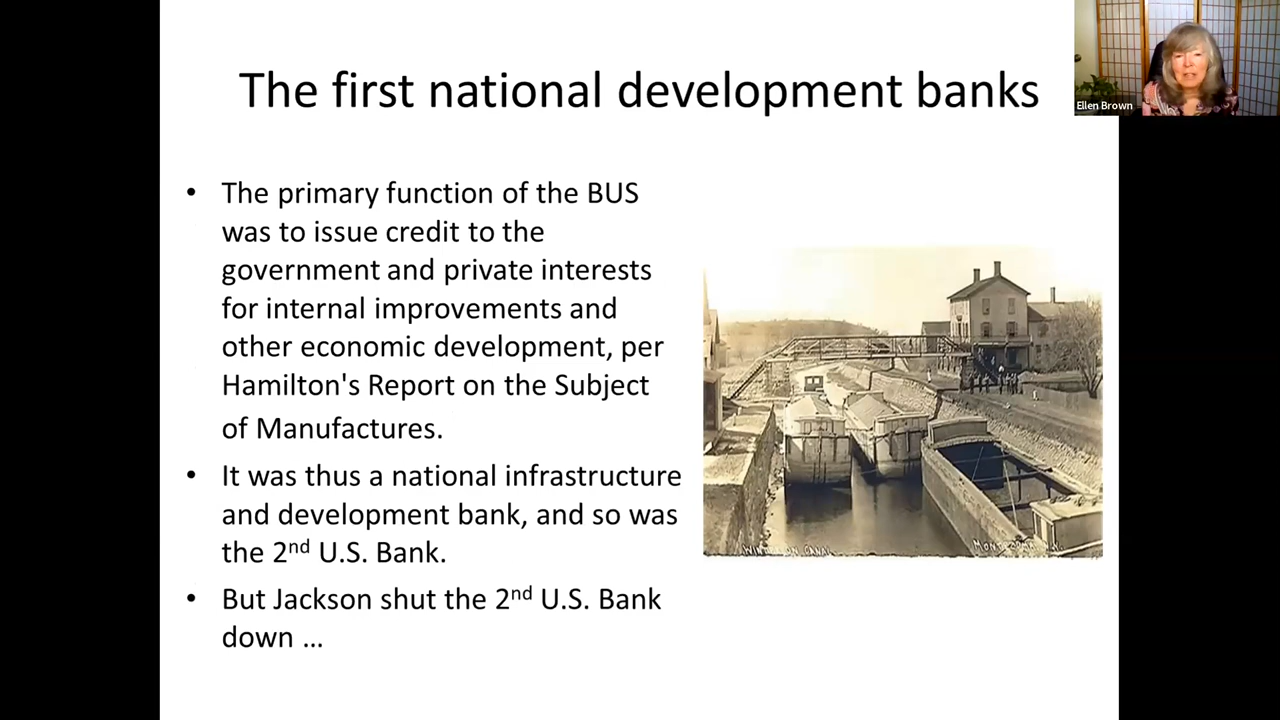 The first national development banks
Ellen Brown
• The primary function of the BUS
was to issue credit to the
government and private interests
for internal improvements and
other economic development, per
Hamilton's Report on the Subject
of Manufactures.
• It was thus a national infrastructure
and development bank, and so was
the 2nd U.S. Bank.
• But Jackson shut the 2nd U.S. Bank
down …
CANAL